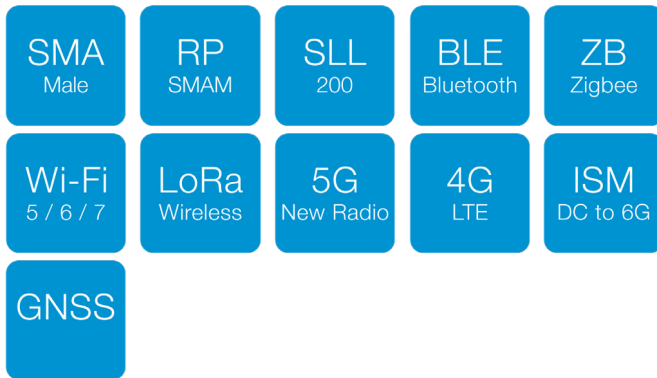 SMA
Male
RP
SMAM
SLL
200
BLE
Bluetooth
ZB
Zigbee
Wi-Fi
5 / 6 / 7
LoRa
Wireless
5G
New Radio
4G
LTE
ISM
DC to 6G
GNSS